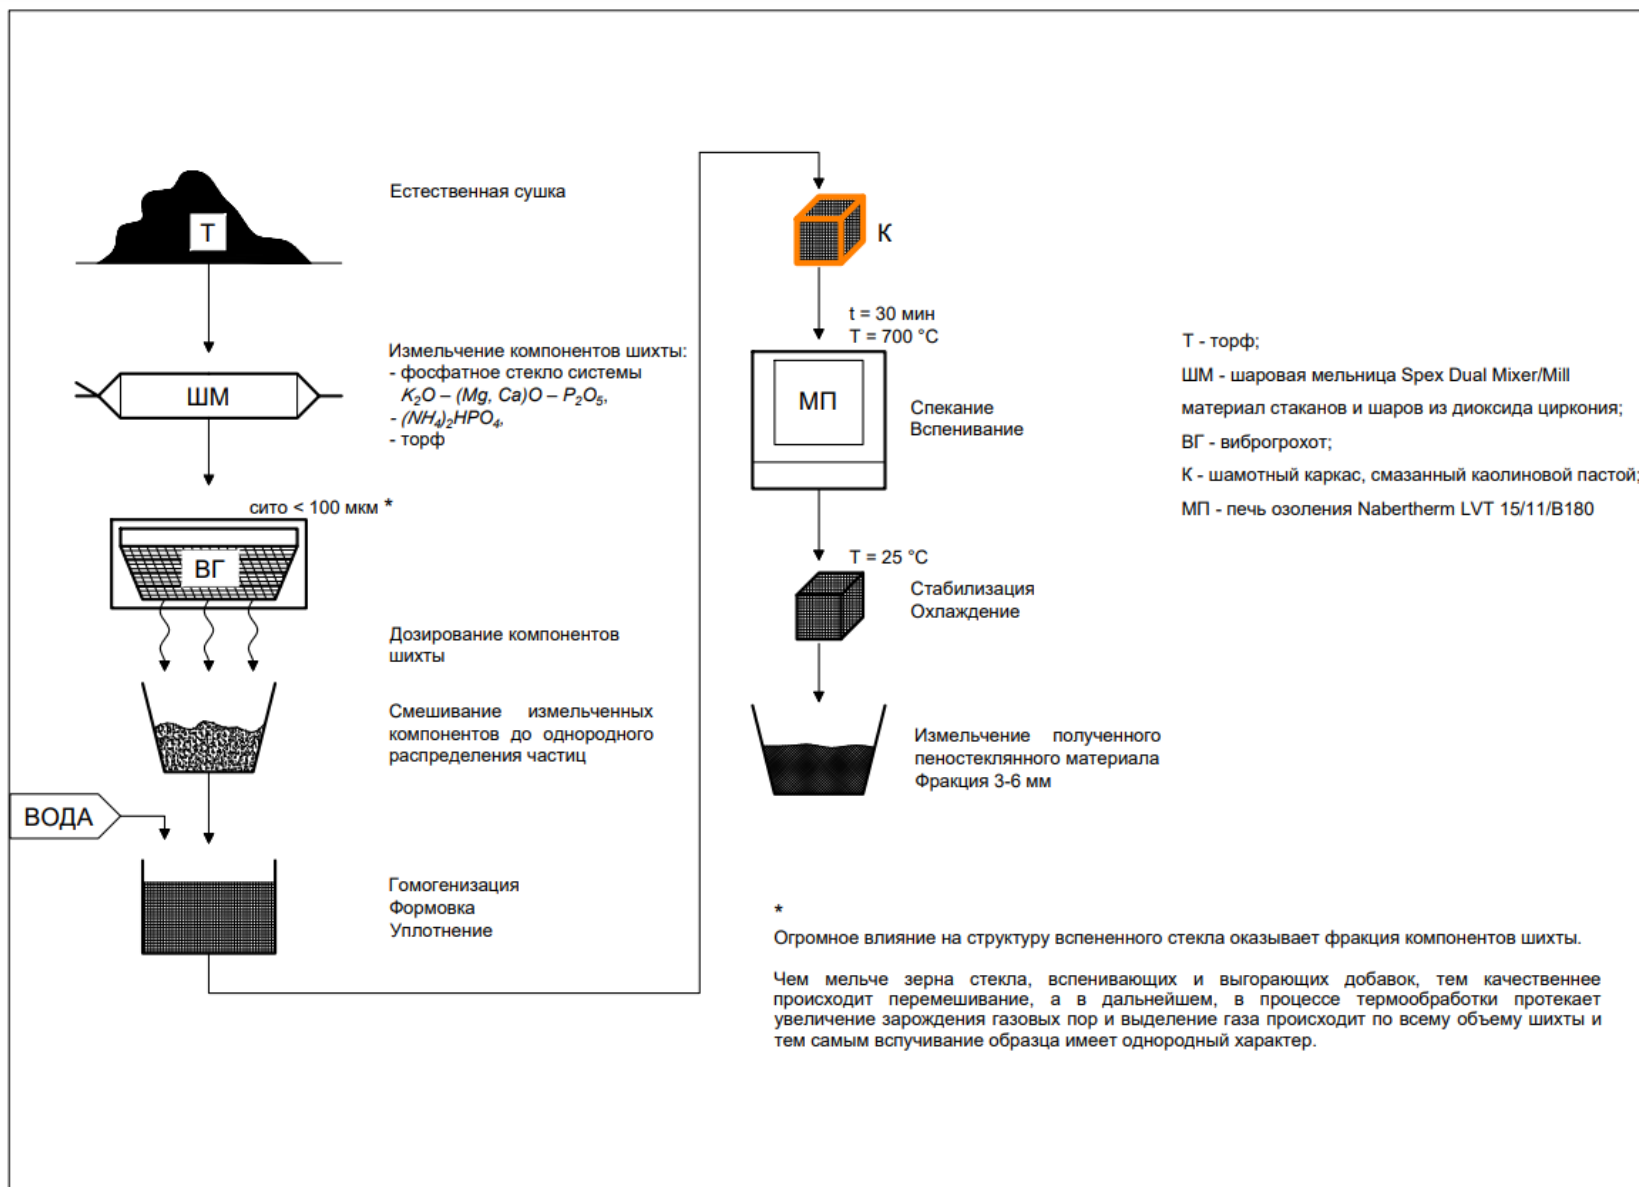 Естественная сушка
Т
Измельчение компонентов шихты:
- фосфатное стекло системы
K₂O – (Mg, Ca)O – P₂O₅,
- (NH₄)₂HPO₄,
- торф
ШМ
сито < 100 мкм *
ВГ
Дозирование компонентов
шихты
Смешивание измельченных
компонентов до однородного
распределения частиц
ВОДА
Гомогенизация
Формовка
Уплотнение
К
t = 30 мин
T = 700 °C
МП
Спекание
Вспенивание
T = 25 °C
Стабилизация
Охлаждение
Измельчение полученного
пеностеклянного материала
Фракция 3-6 мм
Т - торф;
ШМ - шаровая мельница Spex Dual Mixer/Mill
материал стаканов и шаров из диоксида циркония;
ВГ - виброгрохот;
К - шамотный каркас, смазанный каолиновой пастой;
МП - печь озоления Nabertherm LVT 15/11/B180
*
Огромное влияние на структуру вспененного стекла оказывает фракция компонентов шихты.
Чем мельче зерна стекла, вспенивающих и выгорающих добавок, тем качественнее
происходит перемешивание, а в дальнейшем, в процессе термообработки протекает
увеличение зарождения газовых пор и выделение газа происходит по всему объему шихты и
тем самым вспучивание образца имеет однородный характер.